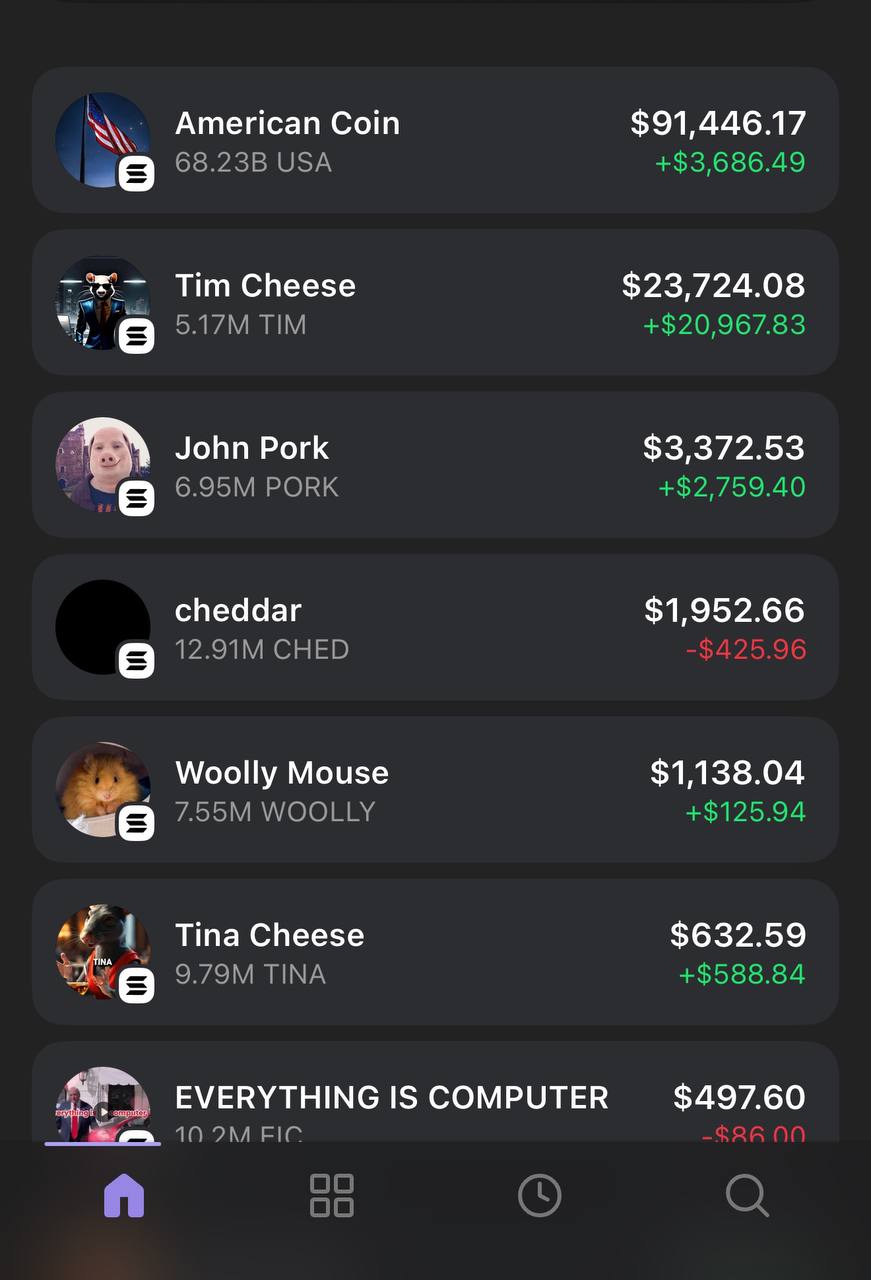 American Coin
$91,446.17
68.23B USA
+$3,686.49
Tim Cheese
$23,724.08
5.17M TIM
+$20,967.83
John Pork
$3,372.53
6.95M PORK
+$2,759.40
cheddar
$1,952.66
12.91M CHED
-$425.96
Woolly Mouse
$1,138.04
7.55M WOOLLY
+$125.94
Tina Cheese
$632.59
TINA
9.79M TINA
+$588.84
EVERYTHING IS COMPUTER
$497.60
computer
10.2M EIC
-$86.00